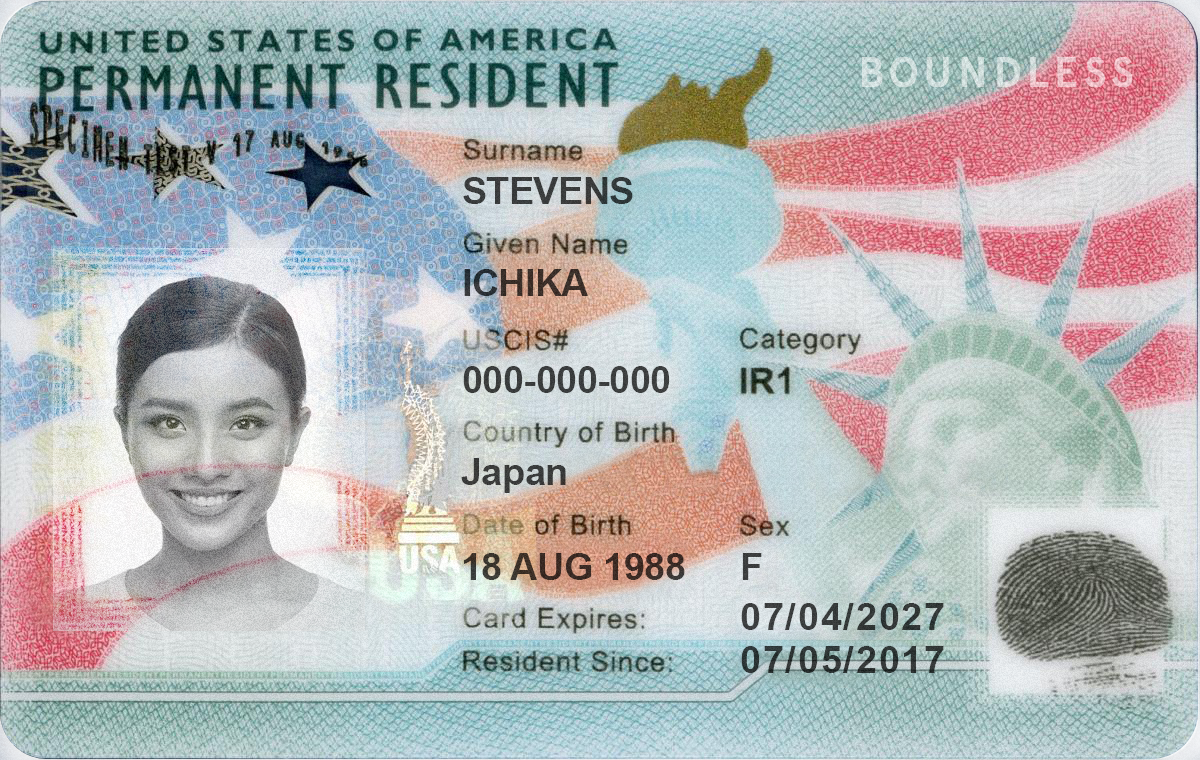 UNITED STATES OF AMERICA
PERMANENT RESIDENT
BOUNDLESS
SPECIMEN TEST V 17 AUG
Surname
STEVENS
Given Name
ICHIKA
USCIS# Category
000-000-000 IR1
Country of Birth
Japan
Date of Birth Sex
18 AUG 1988 F
USA
USA
Card Expires: 07/04/2027
Resident Since: 07/05/2017